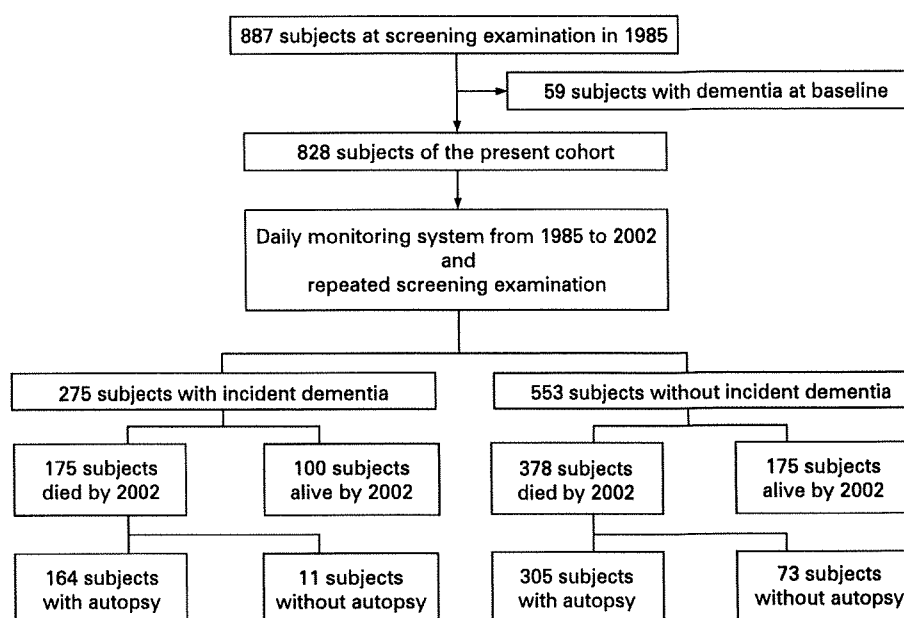 887 subjects at screening examination in 1985
59 subjects with dementia at baseline
828 subjects of the present cohort
Daily monitoring system from 1985 to 2002
and
repeated screening examination
275 subjects with incident dementia
553 subjects without incident dementia
175 subjects
died by 2002
100 subjects
alive by 2002
378 subjects
died by 2002
175 subjects
alive by 2002
164 subjects
with autopsy
11 subjects
without autopsy
305 subjects
with autopsy
73 subjects
without autopsy